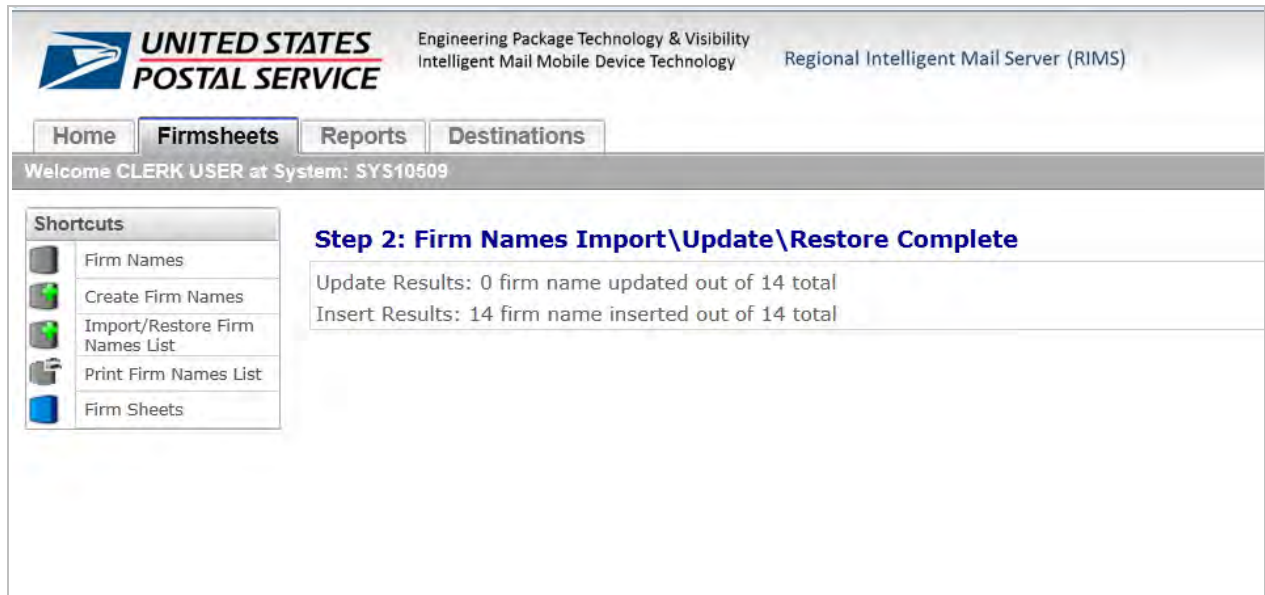 UNITED STATES
POSTAL SERVICE
Engineering Package Technology & Visibility
Intelligent Mail Mobile Device Technology
Regional Intelligent Mail Server (RIMS)
Home Firmsheets Reports Destinations
Welcome CLERK USER at System: SYS10509
Shortcuts
Firm Names
Create Firm Names
Import/Restore Firm
Names List
Print Firm Names List
Firm Sheets
Step 2: Firm Names Import\Update\Restore Complete
Update Results: 0 firm name updated out of 14 total
Insert Results: 14 firm name inserted out of 14 total